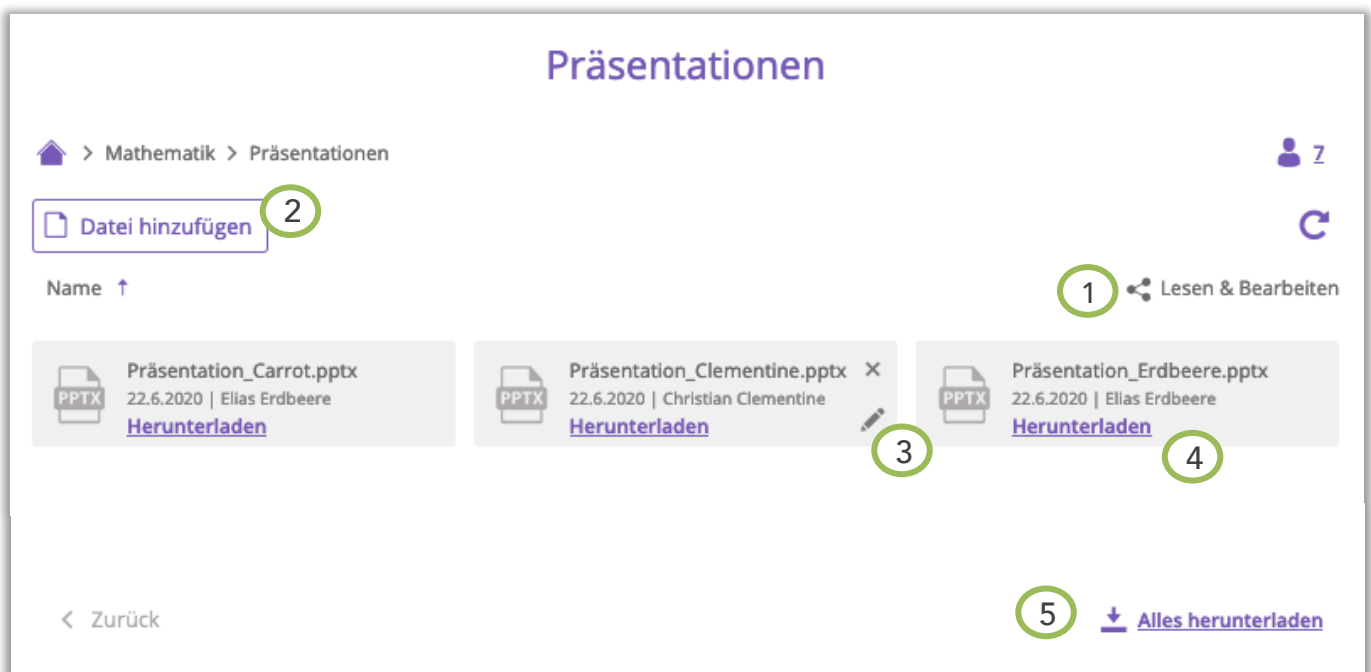 Präsentationen
> Mathematik > Präsentationen
7
Datei hinzufügen
2
Name ↑
1
Lesen & Bearbeiten
PPTX
Präsentation_Carrot.pptx
22.6.2020 | Elias Erdbeere
Herunterladen
PPTX
Präsentation_Clementine.pptx ×
22.6.2020 | Christian Clementine
Herunterladen
3
PPTX
Präsentation_Erdbeere.pptx
22.6.2020 | Elias Erdbeere
Herunterladen
4
< Zurück
5
Alles herunterladen